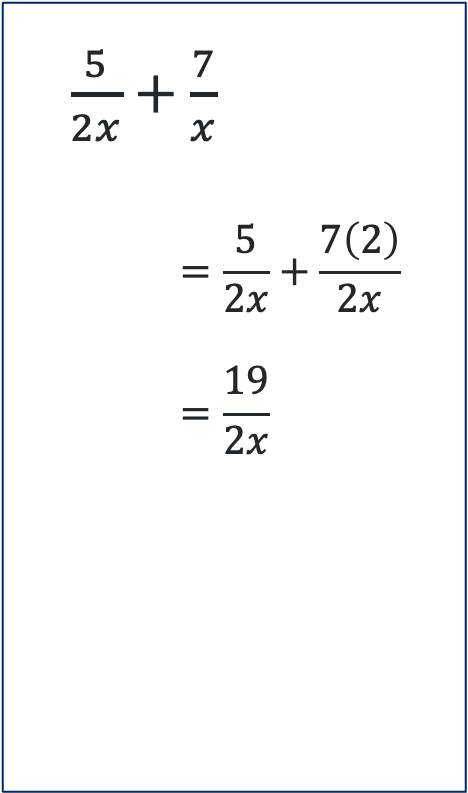 5/2x + 7/x
= 5/2x + 7(2)/2x
= 19/2x